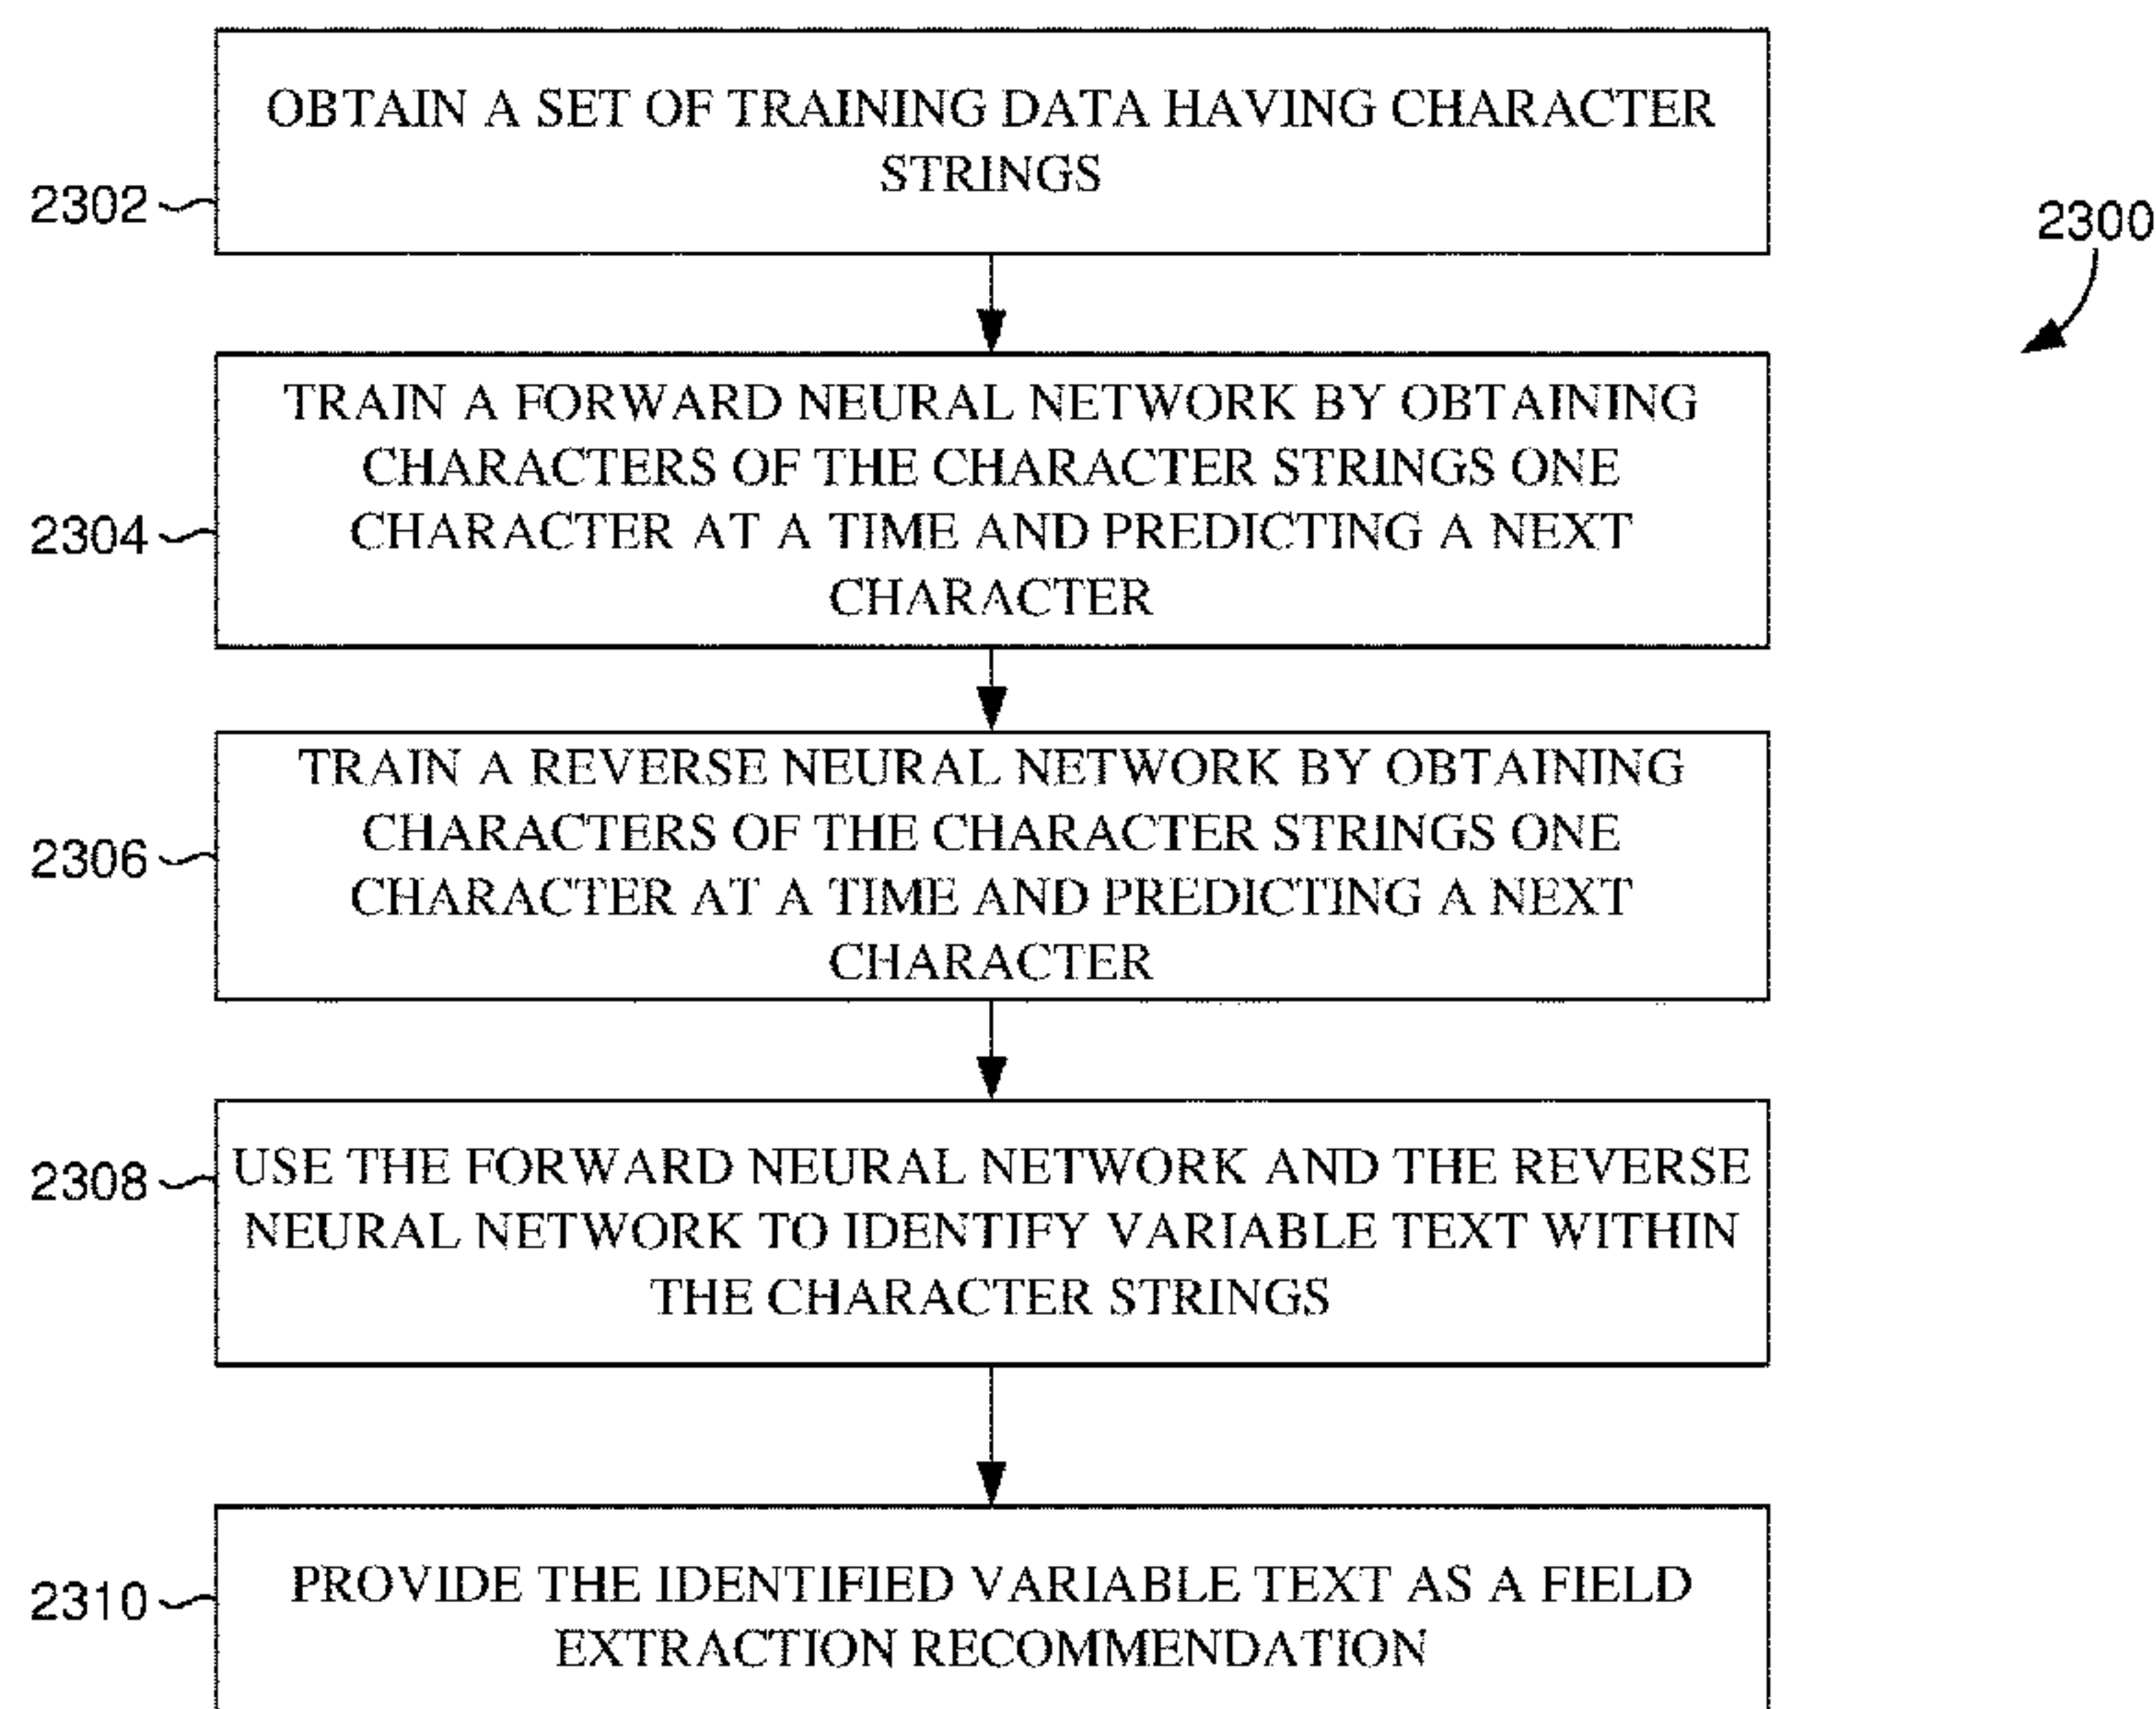 OBTAIN A SET OF TRAINING DATA HAVING CHARACTER
STRINGS
2302
2300
TRAIN A FORWARD NEURAL NETWORK BY OBTAINING
CHARACTERS OF THE CHARACTER STRINGS ONE
CHARACTER AT A TIME AND PREDICTING A NEXT
CHARACTER
2304
TRAIN A REVERSE NEURAL NETWORK BY OBTAINING
CHARACTERS OF THE CHARACTER STRINGS ONE
CHARACTER AT A TIME AND PREDICTING A NEXT
CHARACTER
2306
USE THE FORWARD NEURAL NETWORK AND THE REVERSE
NEURAL NETWORK TO IDENTIFY VARIABLE TEXT WITHIN
THE CHARACTER STRINGS
2308
PROVIDE THE IDENTIFIED VARIABLE TEXT AS A FIELD
EXTRACTION RECOMMENDATION
2310